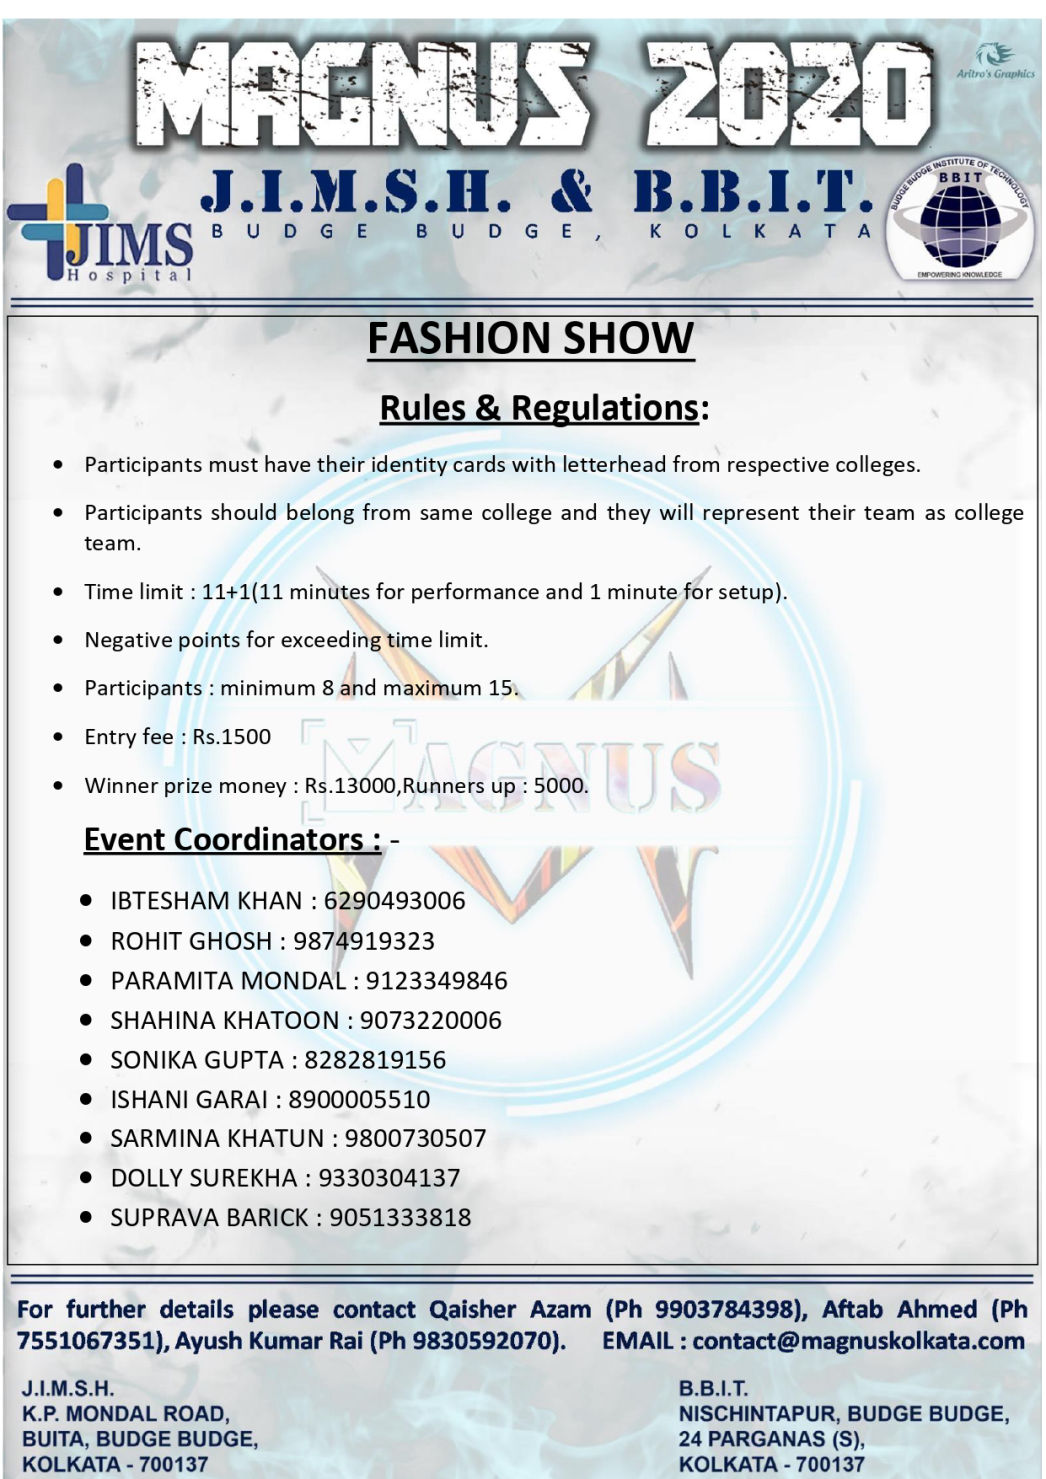 MAGNUS 2020
Aritro's Graphics
J.I.M.S.H. & B.B.I.T.
BUDGE BUDGE, KOLKATA
JIMS
Hospital
BUDGE BUDGE INSTITUTE OF TECHNOLOGY
BBIT
EMPOWERING KNOWLEDGE
FASHION SHOW
Rules & Regulations:
• Participants must have their identity cards with letterhead from respective colleges.
• Participants should belong from same college and they will represent their team as college
team.
• Time limit : 11+1(11 minutes for performance and 1 minute for setup).
• Negative points for exceeding time limit.
• Participants : minimum 8 and maximum 15.
• Entry fee : Rs.1500
MAGNUS
• Winner prize money : Rs.13000,Runners up : 5000.
Event Coordinators : -
• IBTESHAM KHAN : 6290493006
• ROHIT GHOSH : 9874919323
• PARAMITA MONDAL : 9123349846
• SHAHINA KHATOON : 9073220006
• SONIKA GUPTA : 8282819156
• ISHANI GARAI : 8900005510
• SARMINA KHATUN : 9800730507
• DOLLY SUREKHA : 9330304137
• SUPRAVA BARICK : 9051333818
For further details please contact Qaisher Azam (Ph 9903784398), Aftab Ahmed (Ph
7551067351), Ayush Kumar Rai (Ph 9830592070). EMAIL : contact@magnuskolkata.com
J.I.M.S.H.
K.P. MONDAL ROAD,
BUITA, BUDGE BUDGE,
KOLKATA - 700137
B.B.I.T.
NISCHINTAPUR, BUDGE BUDGE,
24 PARGANAS (S),
KOLKATA - 700137